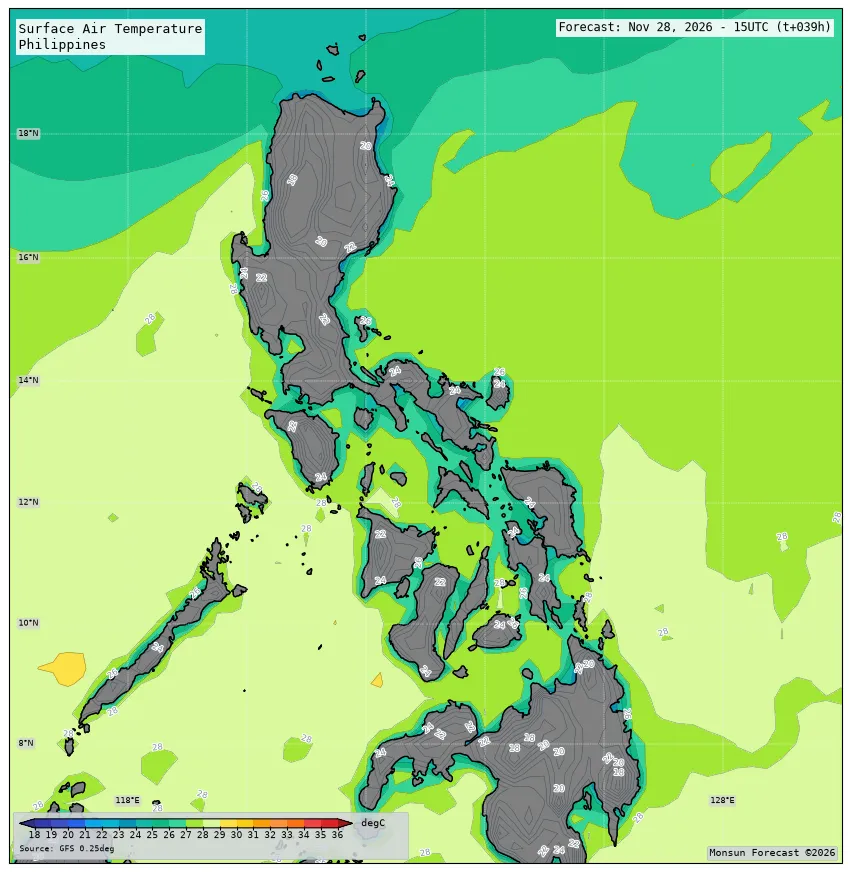 Surface Air Temperature
Philippines
Forecast: Nov 28, 2026 - 15UTC (t+039h)
18°N
16°N
14°N
12°N
10°N
8°N
118°E
128°E
18 19 20 21 22 23 24 25 26 27 28 29 30 31 32 33 34 35 36
degC
Source: GFS 0.25deg
Monsun Forecast ©2026